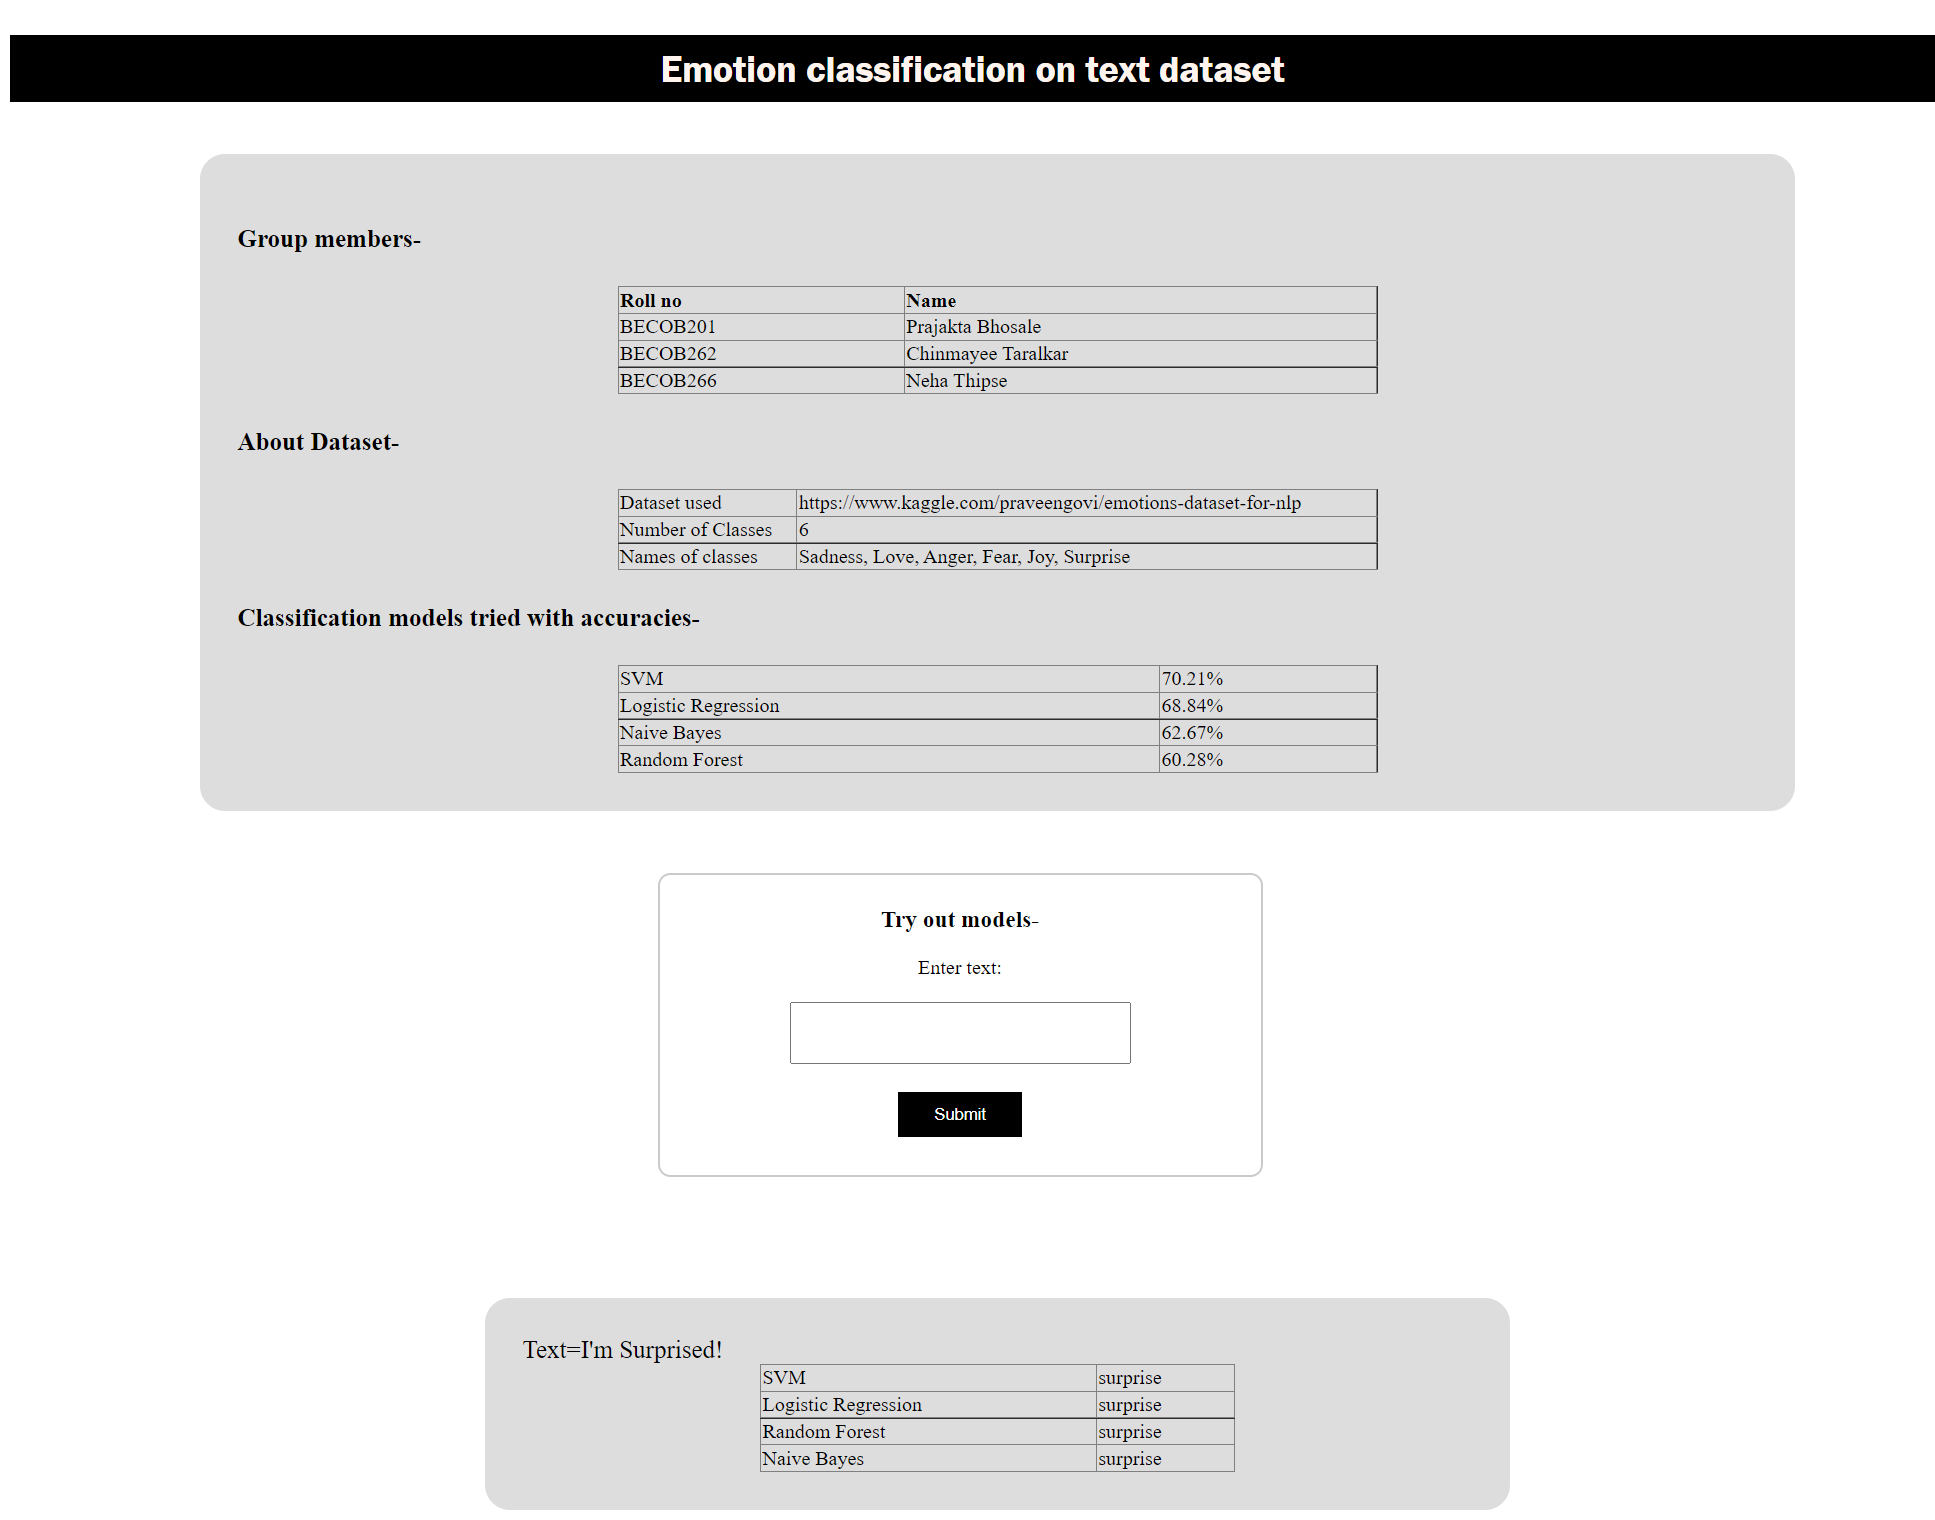 Emotion classification on text dataset
Group members-
Roll no Name
BECOB201 Prajakta Bhosale
BECOB262 Chinmayee Taralkar
BECOB266 Neha Thipse
About Dataset-
Dataset used https://www.kaggle.com/praveengovi/emotions-dataset-for-nlp
Number of Classes 6
Names of classes Sadness, Love, Anger, Fear, Joy, Surprise
Classification models tried with accuracies-
SVM 70.21%
Logistic Regression 68.84%
Naive Bayes 62.67%
Random Forest 60.28%
Try out models-
Enter text:
Submit
Text=I'm Surprised!
SVM surprise
Logistic Regression surprise
Random Forest surprise
Naive Bayes surprise